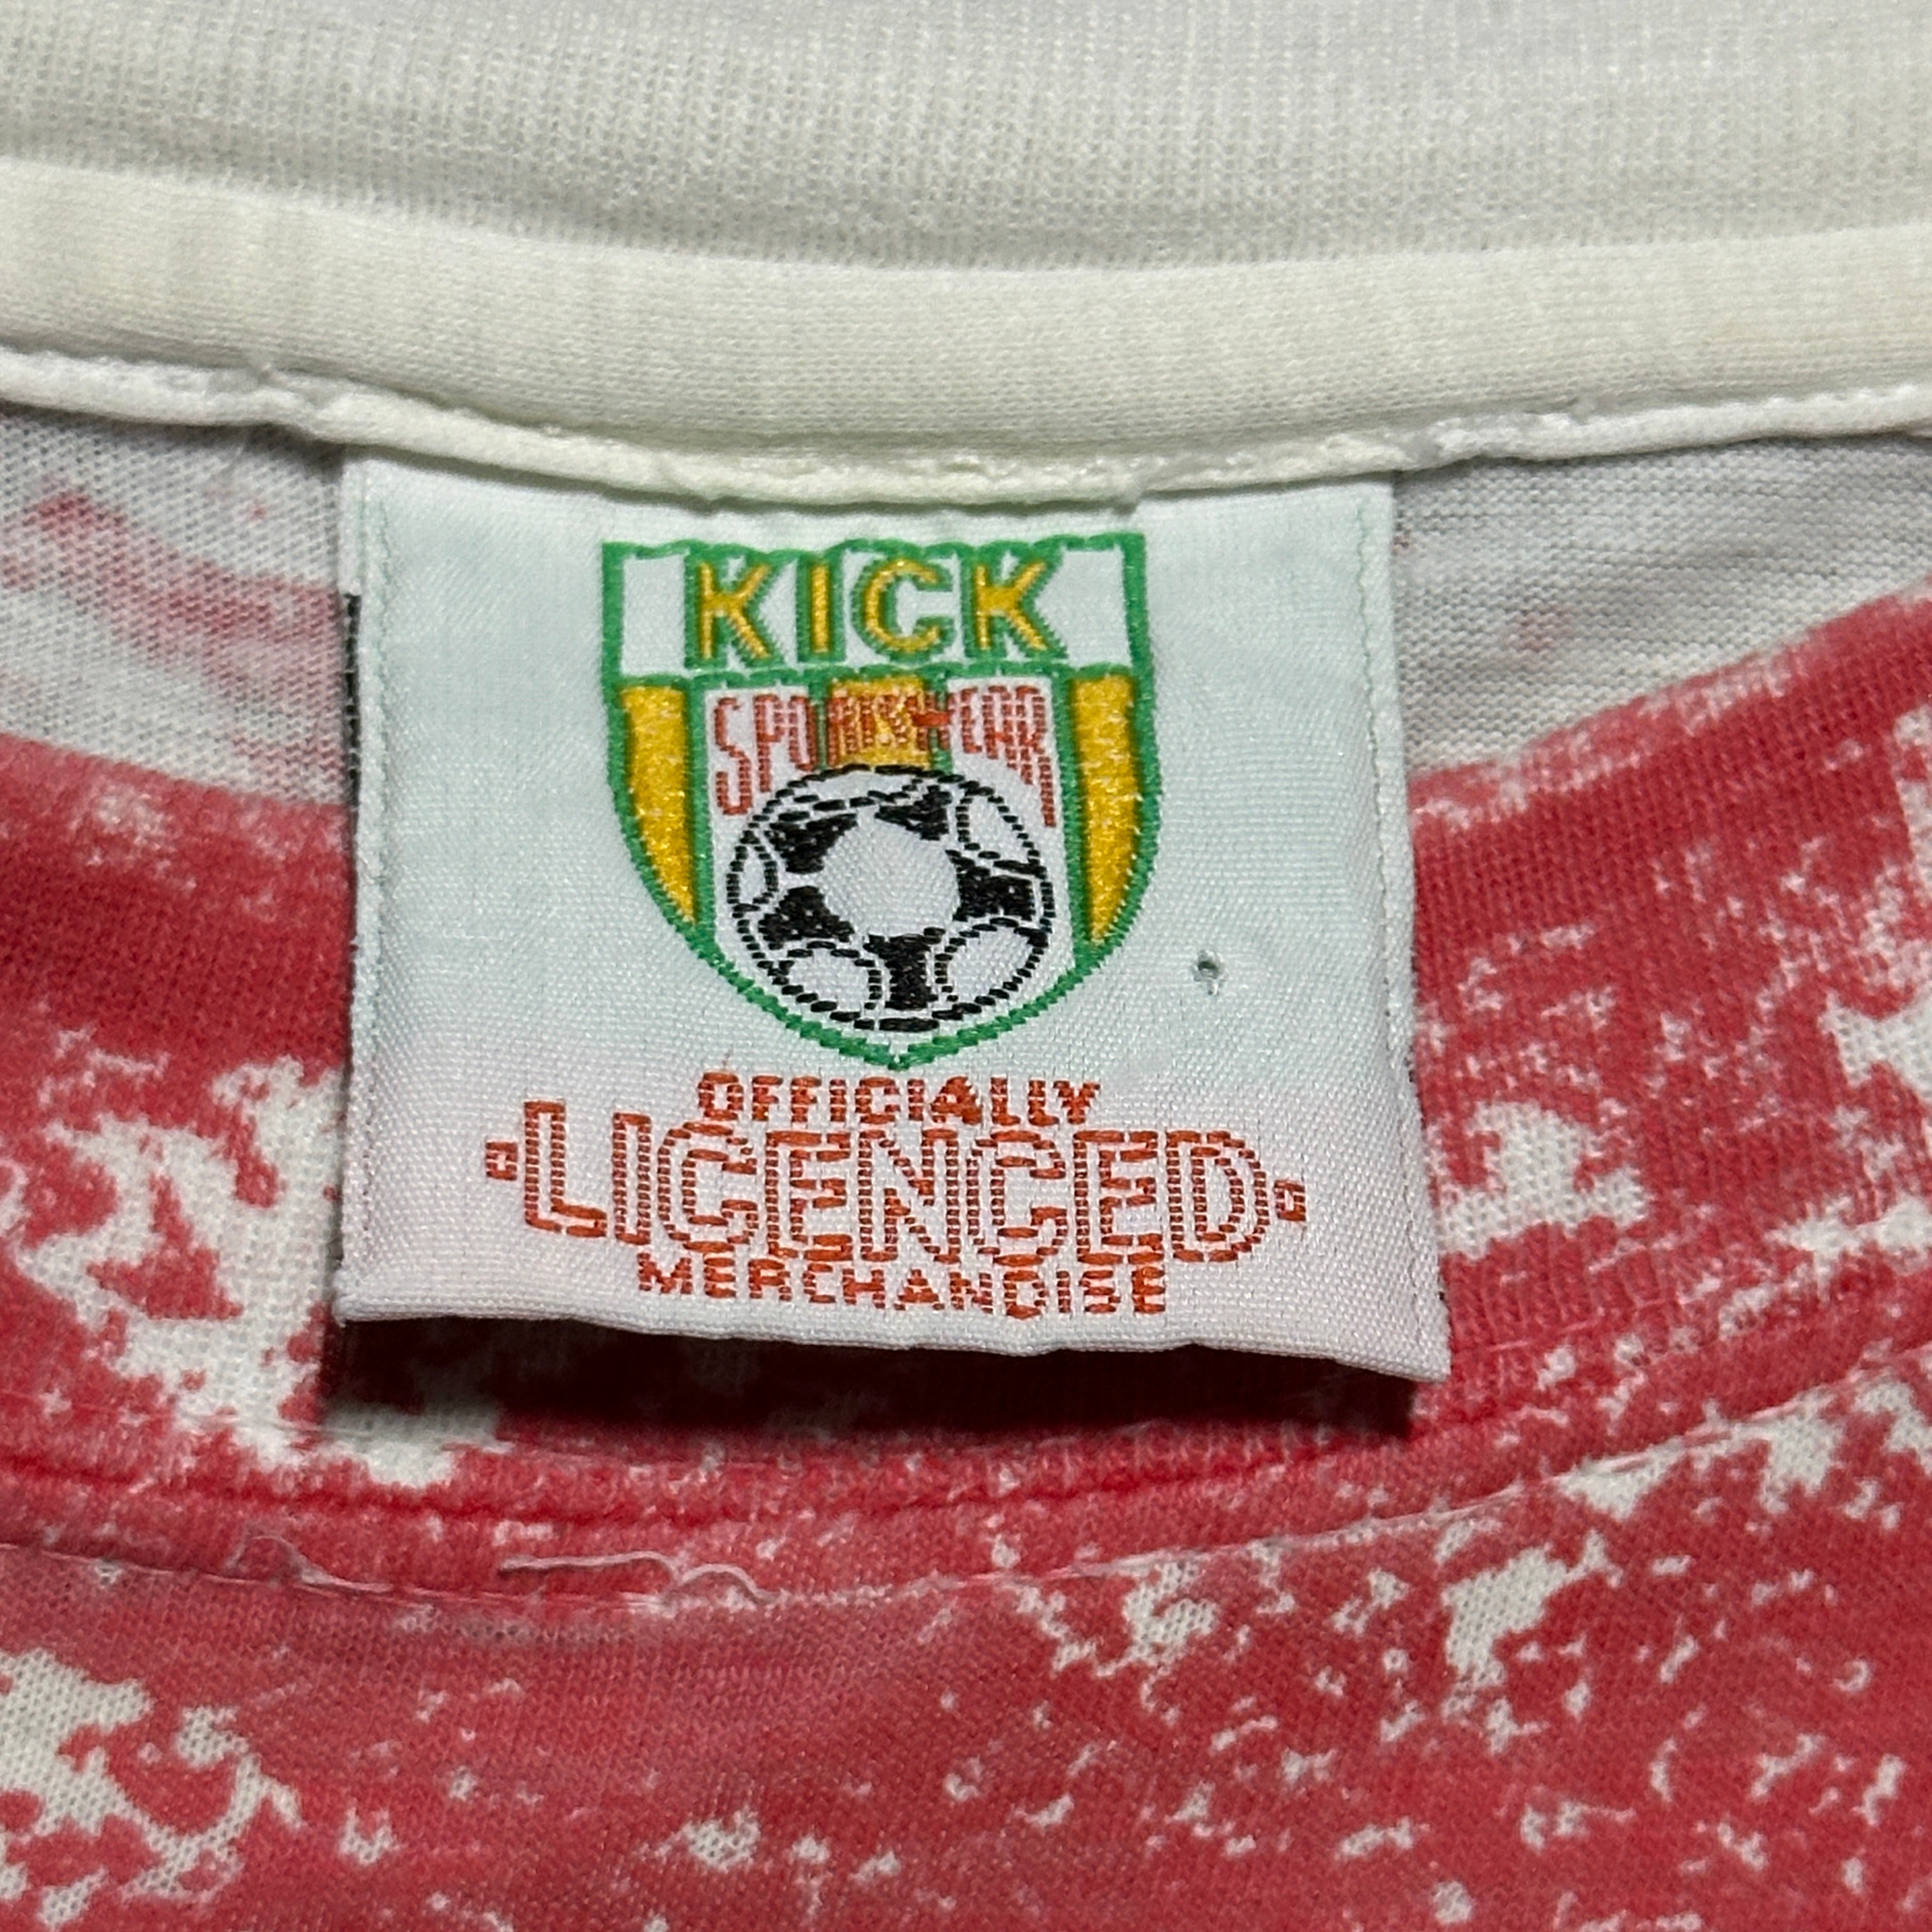 KICK
SPORTSWEAR
OFFICIALLY
LICENCED
MERCHANDISE